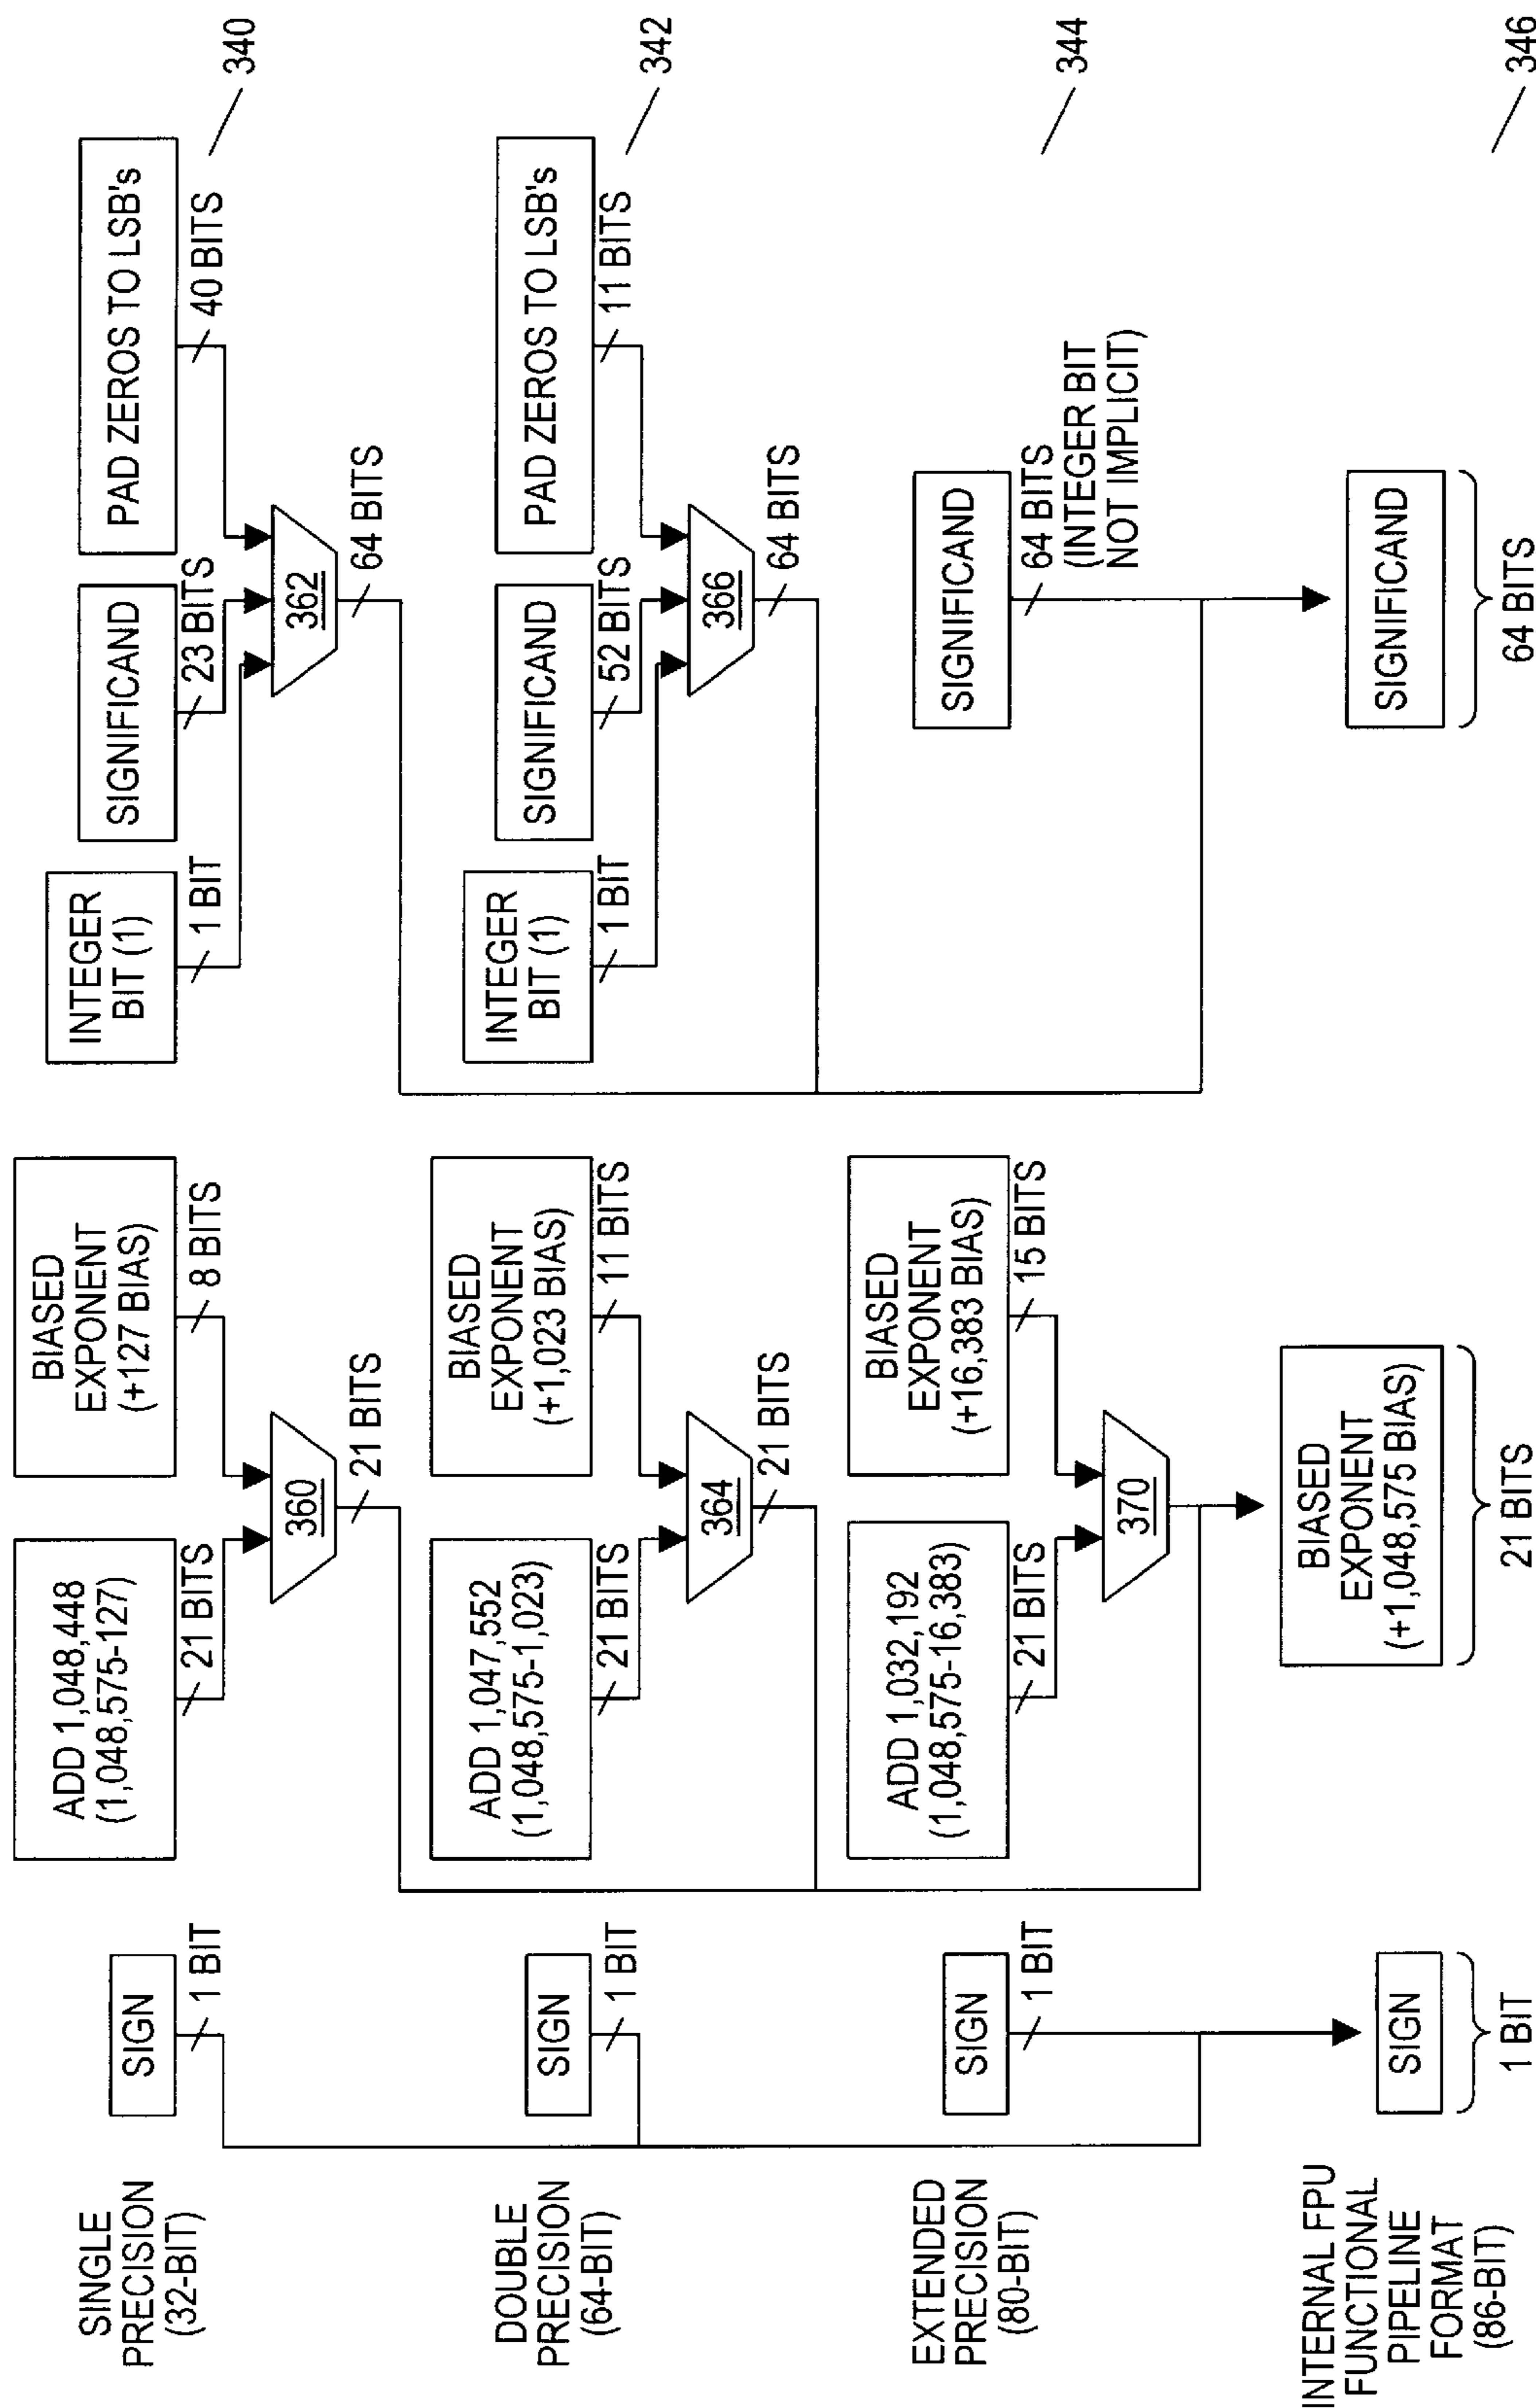 SINGLE
PRECISION
(32-BIT)
SIGN
1 BIT
ADD 1,048,448
(1,048,575-127)
21 BITS
BIASED
EXPONENT
(+127 BIAS)
8 BITS
360
21 BITS
INTEGER
BIT (1)
1 BIT
SIGNIFICAND
23 BITS
PAD ZEROS TO LSB's
40 BITS
362
64 BITS
340
DOUBLE
PRECISION
(64-BIT)
SIGN
1 BIT
ADD 1,047,552
(1,048,575-1,023)
21 BITS
BIASED
EXPONENT
(+1,023 BIAS)
11 BITS
364
21 BITS
INTEGER
BIT (1)
1 BIT
SIGNIFICAND
52 BITS
PAD ZEROS TO LSB's
11 BITS
366
64 BITS
342
EXTENDED
PRECISION
(80-BIT)
SIGN
1 BIT
ADD 1,032,192
(1,048,575-16,383)
21 BITS
BIASED
EXPONENT
(+16,383 BIAS)
15 BITS
370
SIGNIFICAND
64 BITS
(INTEGER BIT
NOT IMPLICIT)
344
INTERNAL FPU
FUNCTIONAL
PIPELINE
FORMAT
(86-BIT)
SIGN
1 BIT
BIASED
EXPONENT
(+1,048,575 BIAS)
21 BITS
SIGNIFICAND
64 BITS
346